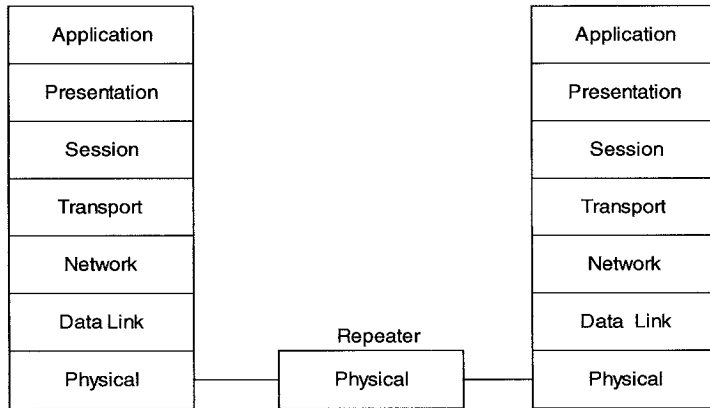 Application
Presentation
Session
Transport
Network
Data Link
Physical
Repeater
Physical
Application
Presentation
Session
Transport
Network
Data Link
Physical